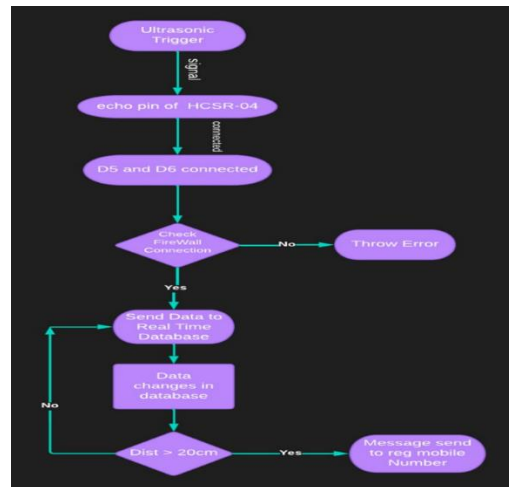 Ultrasonic
Trigger
signal
echo pin of HCSR-04
connected
D5 and D6 connected
Check
FireWall
Connection
No
Throw Error
Yes
Send Data to
Real Time
Database
Data
changes in
database
No
Dist > 20cm
Yes
Message send
to reg mobile
Number